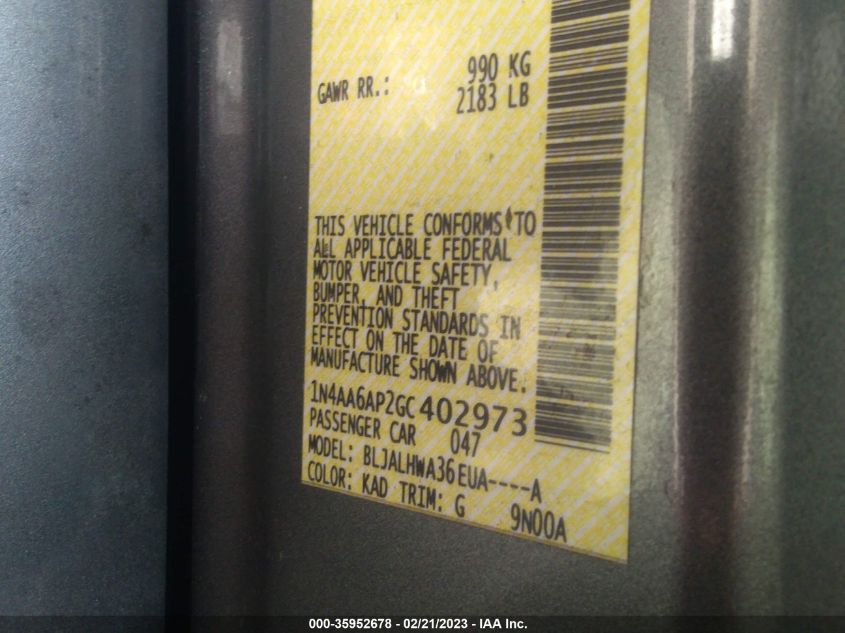 GAWR RR.: 990 KG
2183 LB
THIS VEHICLE CONFORMS TO
ALL APPLICABLE FEDERAL
MOTOR VEHICLE SAFETY,
BUMPER, AND THEFT
PREVENTION STANDARDS IN
EFFECT ON THE DATE OF
MANUFACTURE SHOWN ABOVE.
1N4AA6AP2GC402973
PASSENGER CAR 047
MODEL: BLJALHWA36EUA----A
COLOR: KAD TRIM: G 9N00A
000-35952678 - 02/21/2023 - IAA Inc.